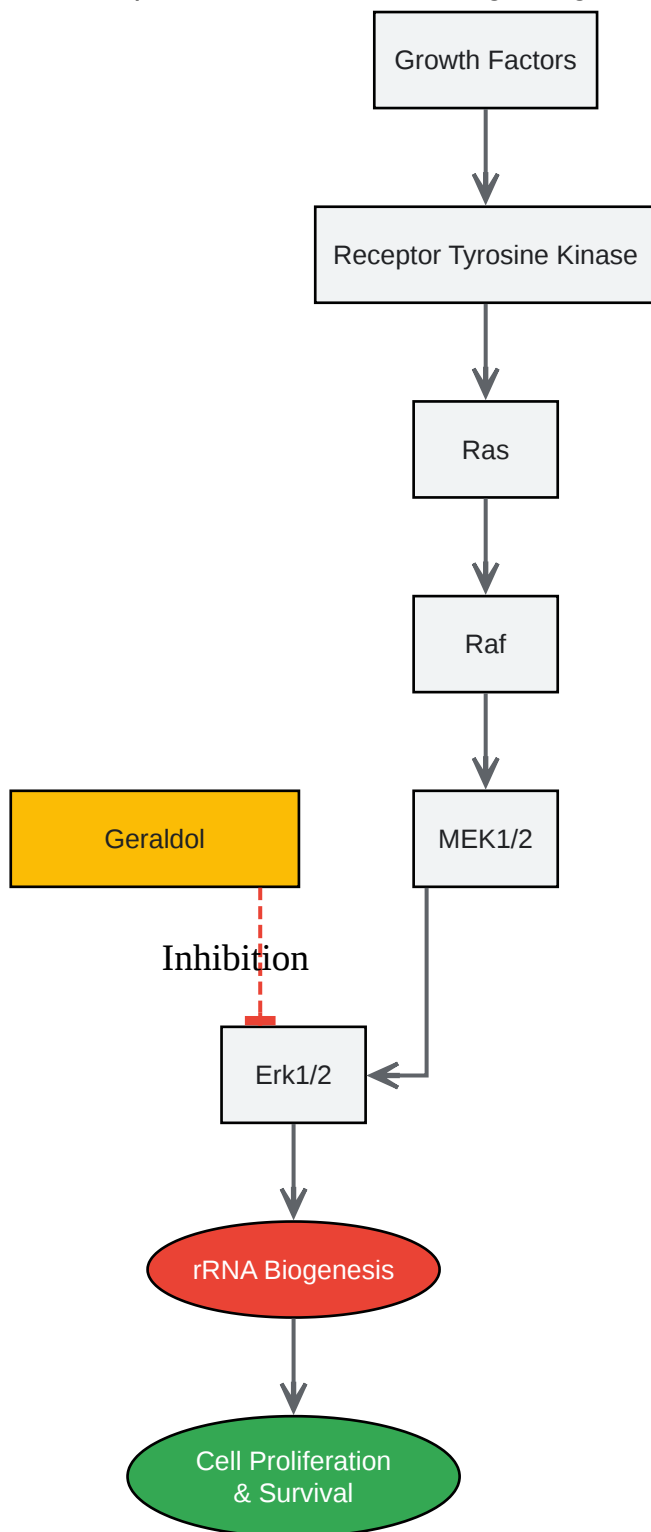 Growth Factors
Receptor Tyrosine Kinase
Ras
Raf
Geraldol
MEK1/2
Inhibition
Erk1/2
rRNA Biogenesis
Cell Proliferation
& Survival